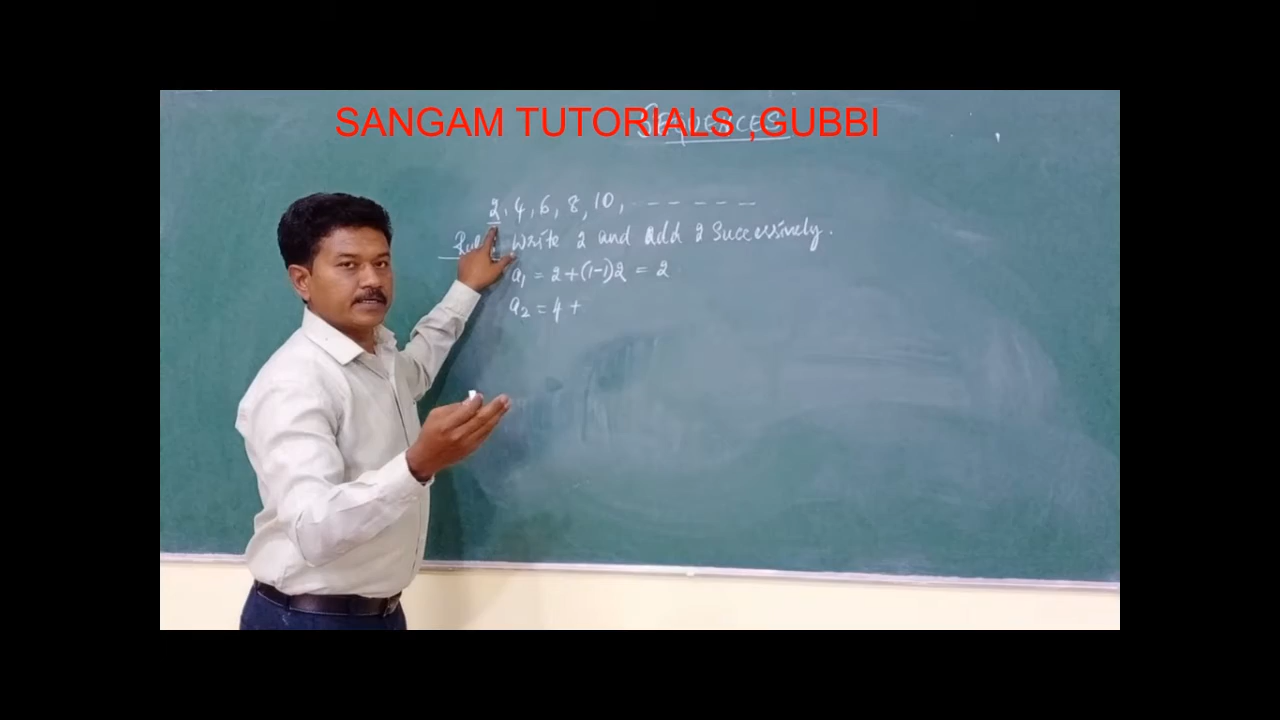 SANGAM TUTORIALS ,GUBBI
SEQUENCES
2, 4, 6, 8, 10, - - - - - -
Write 2 and add 2 Successively.
a₁ = 2+(1-1)2 = 2
a₂ = 4 +